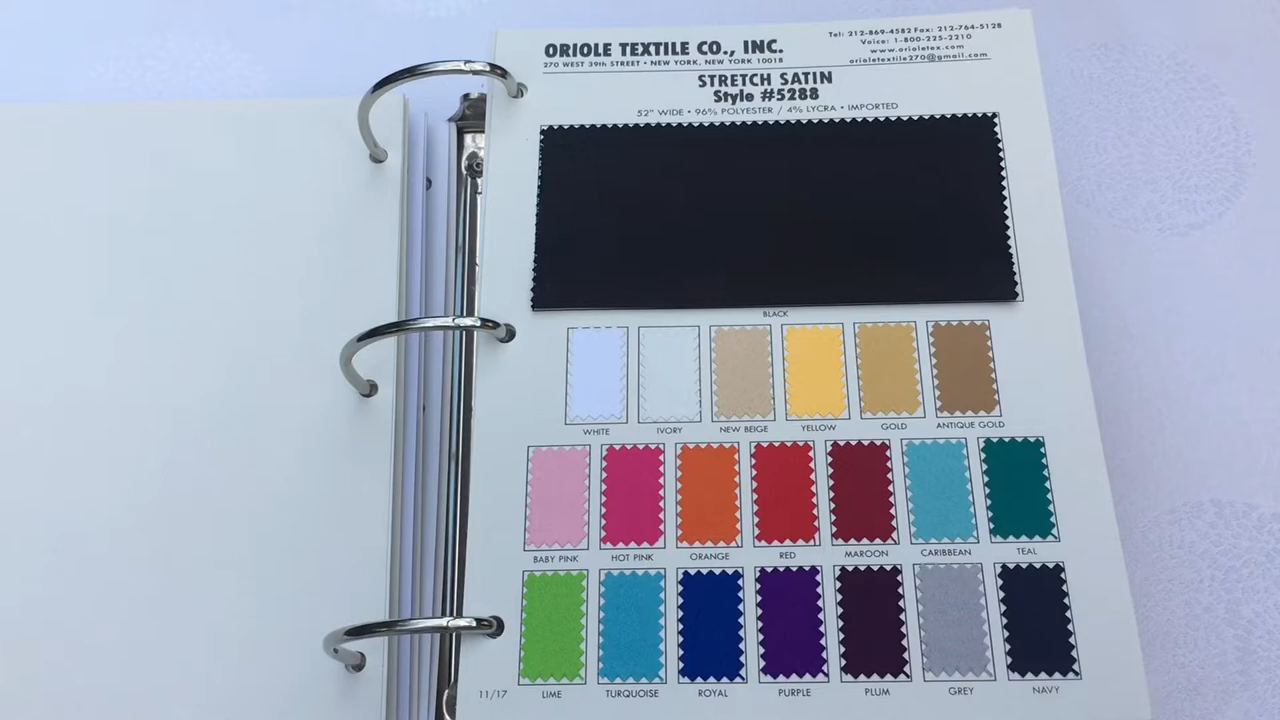 ORIOLE TEXTILE CO., INC.
270 WEST 39th STREET • NEW YORK, NEW YORK 10018
Tel: 212-869-4582 Fax: 212-764-5128
Voice: 1-800-225-2210
www.orioletex.com
orioletextile270@gmail.com
STRETCH SATIN
Style #5288
52" WIDE • 96% POLYESTER / 4% LYCRA • IMPORTED
BLACK
WHITE IVORY NEW BEIGE YELLOW GOLD ANTIQUE GOLD
BABY PINK HOT PINK ORANGE RED MAROON CARIBBEAN TEAL
11/17 LIME TURQUOISE ROYAL PURPLE PLUM GREY NAVY